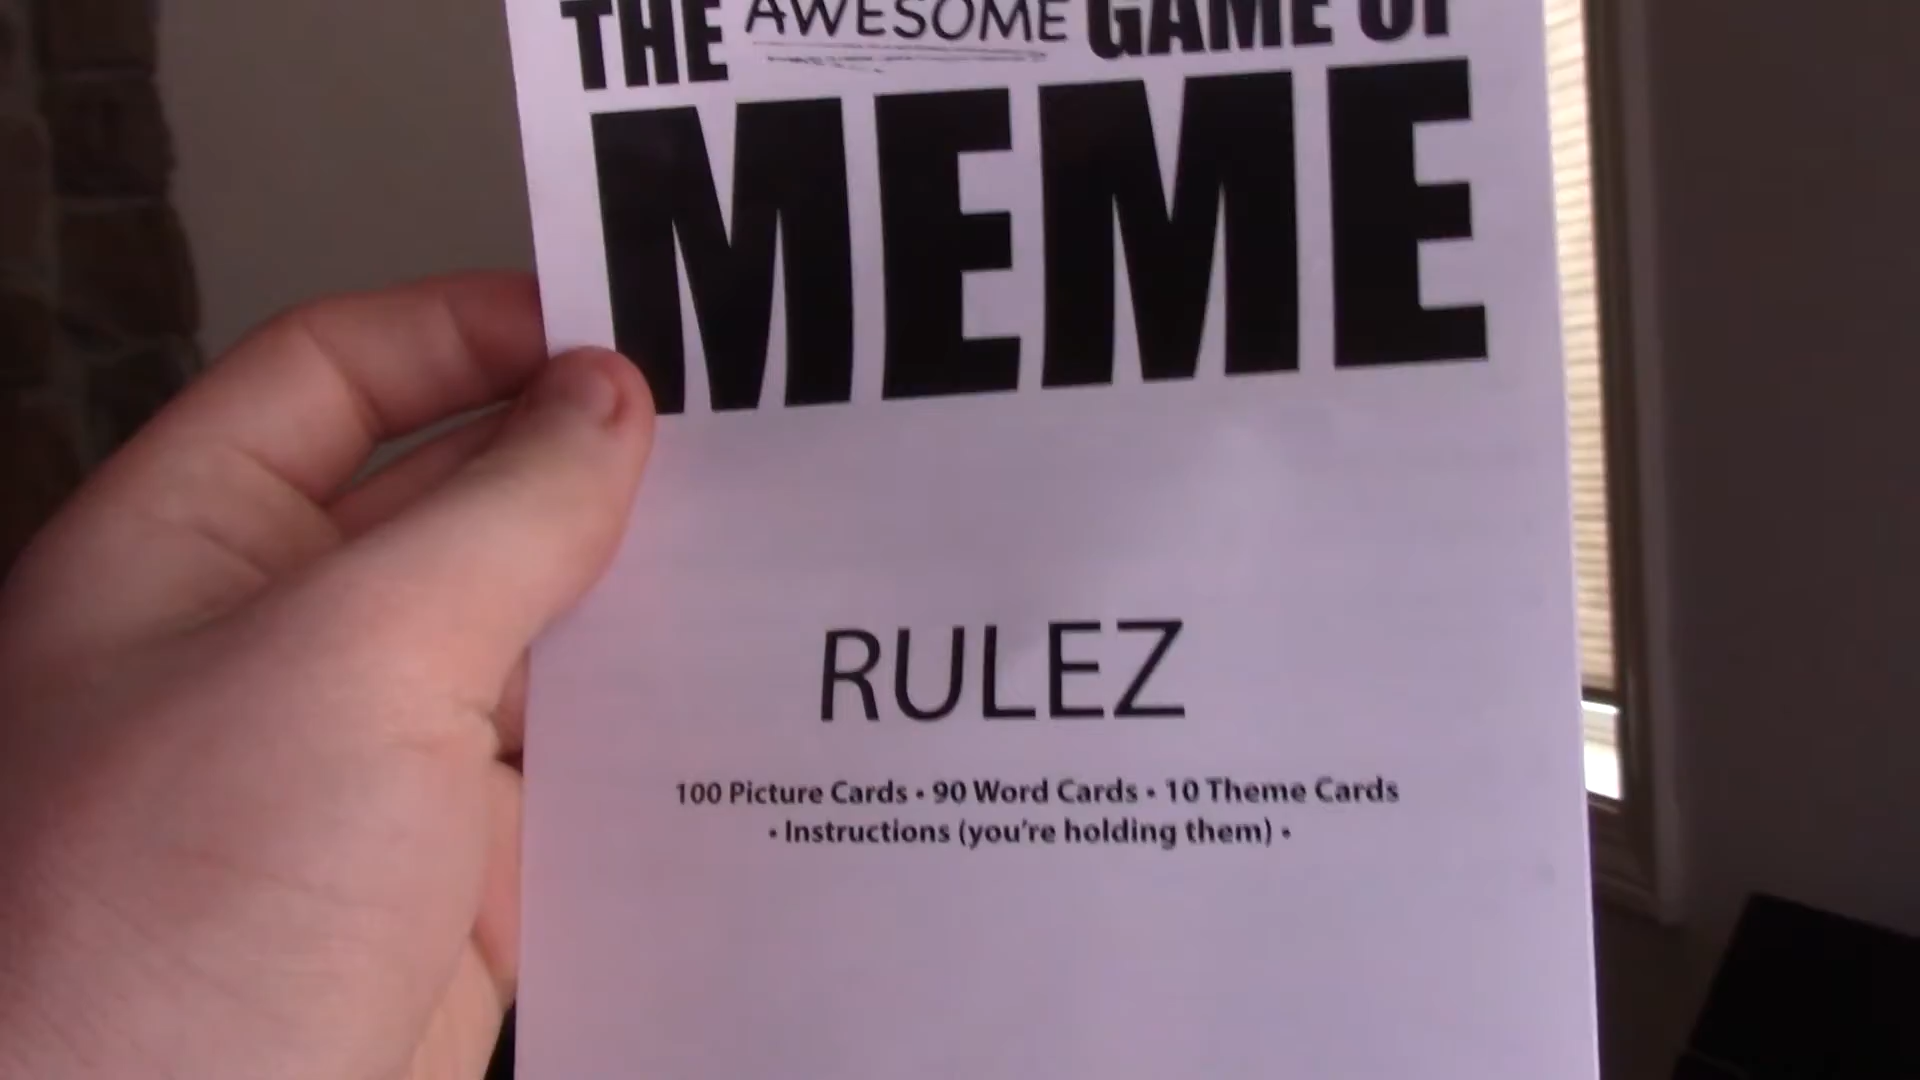 THE AWESOME GAME OF
MEME
RULEZ
100 Picture Cards • 90 Word Cards • 10 Theme Cards
• Instructions (you're holding them) •